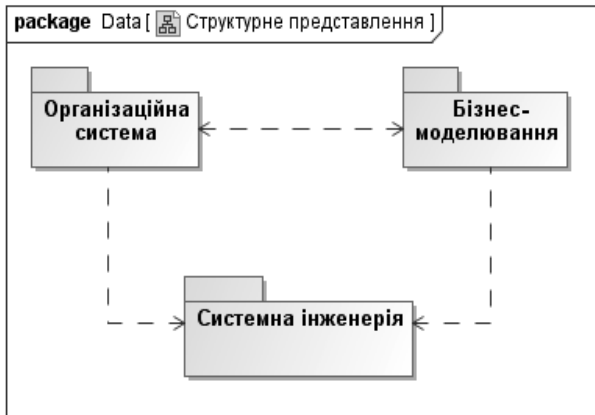 package Data [ Структурне представлення ]
Організаційна
система
Бізнес-
моделювання
Системна інженерія